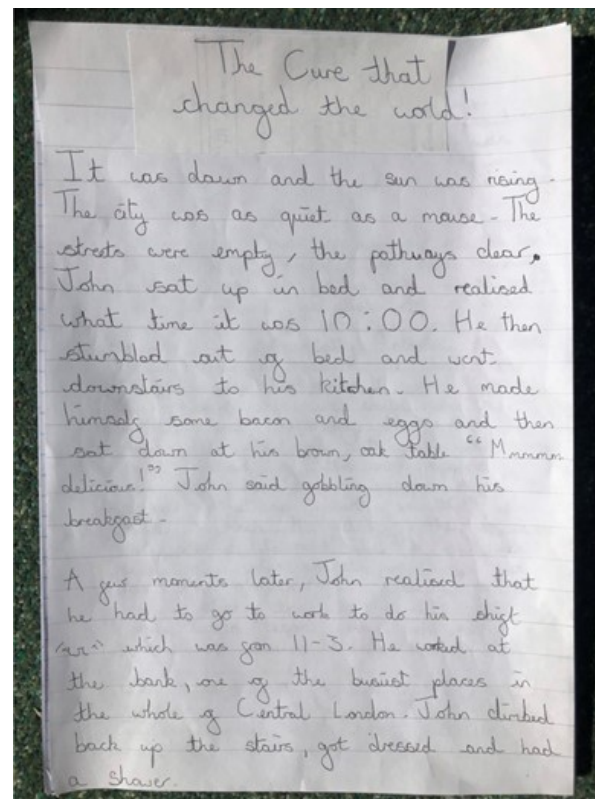 The Cure that
changed the world!
It was dawn and the sun was rising.
The city was as quiet as a mouse. The
streets were empty, the pathways clear.
John sat up in bed and realised
what time it was 10:00. He then
stumbled out of bed and went
downstairs to his kitchen. He made
himself some bacon and eggs and then
sat down at his brown, oak table "Mmmmm
delicious!" John said gobbling down his
breakfast.
A few moments later, John realised that
he had to go to work to do his shift
which was from 11-3. He worked at
the bank, one of the busiest places in
the whole of Central London. John climbed
back up the stairs, got dressed and had
a shower.